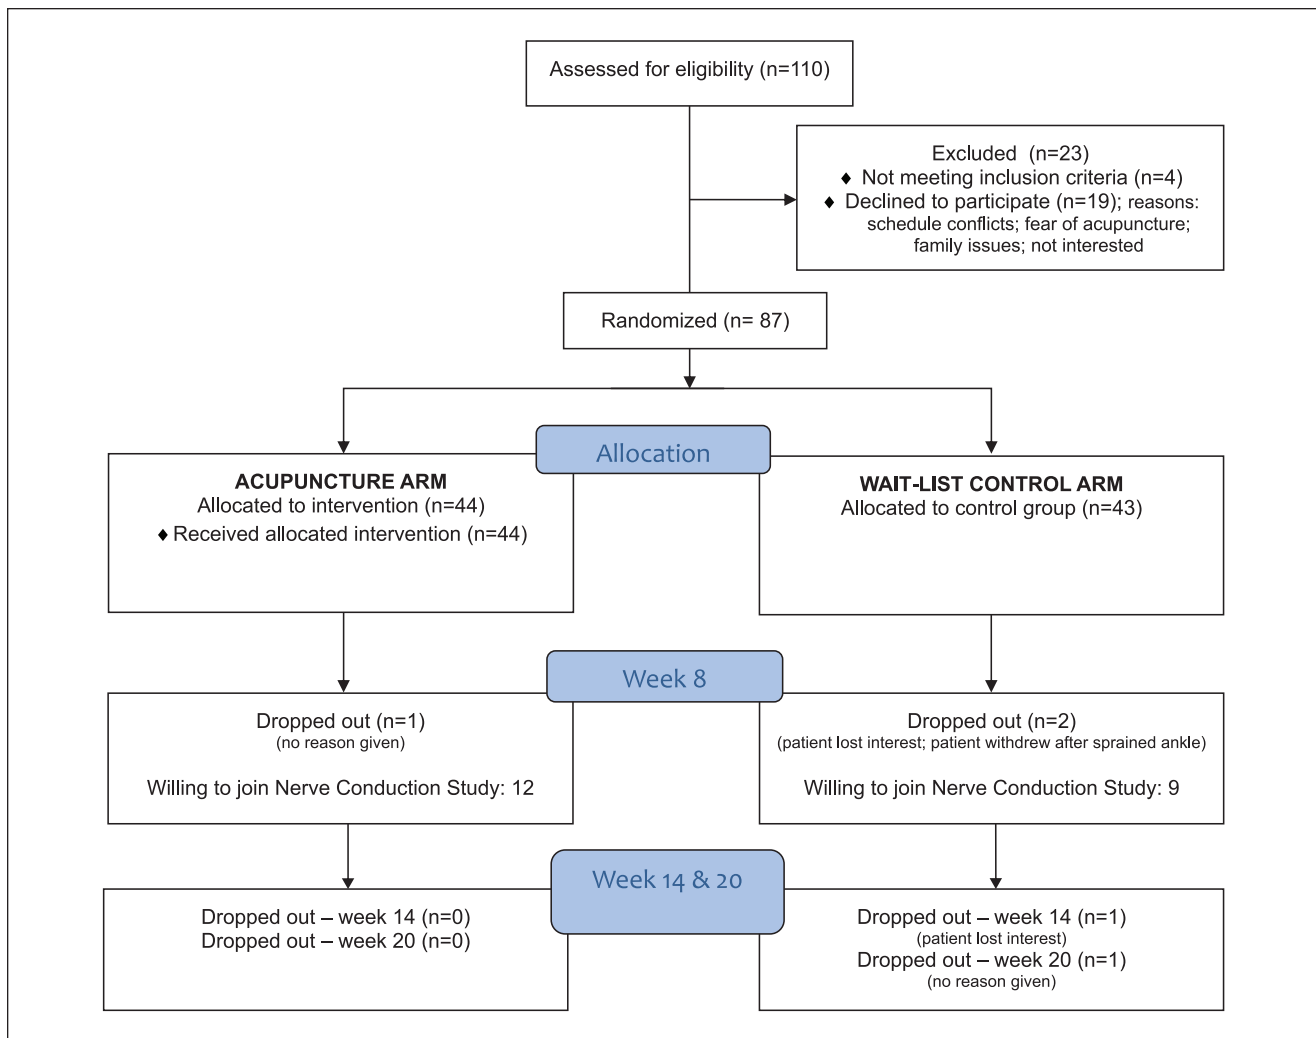 Assessed for eligibility (n=110)
Excluded (n=23)
♦ Not meeting inclusion criteria (n=4)
♦ Declined to participate (n=19); reasons:
schedule conflicts; fear of acupuncture;
family issues; not interested
Randomized (n= 87)
Allocation
ACUPUNCTURE ARM
Allocated to intervention (n=44)
♦ Received allocated intervention (n=44)
WAIT-LIST CONTROL ARM
Allocated to control group (n=43)
Week 8
Dropped out (n=1)
(no reason given)
Willing to join Nerve Conduction Study: 12
Dropped out (n=2)
(patient lost interest; patient withdrew after sprained ankle)
Willing to join Nerve Conduction Study: 9
Week 14 & 20
Dropped out – week 14 (n=0)
Dropped out – week 20 (n=0)
Dropped out – week 14 (n=1)
(patient lost interest)
Dropped out – week 20 (n=1)
(no reason given)